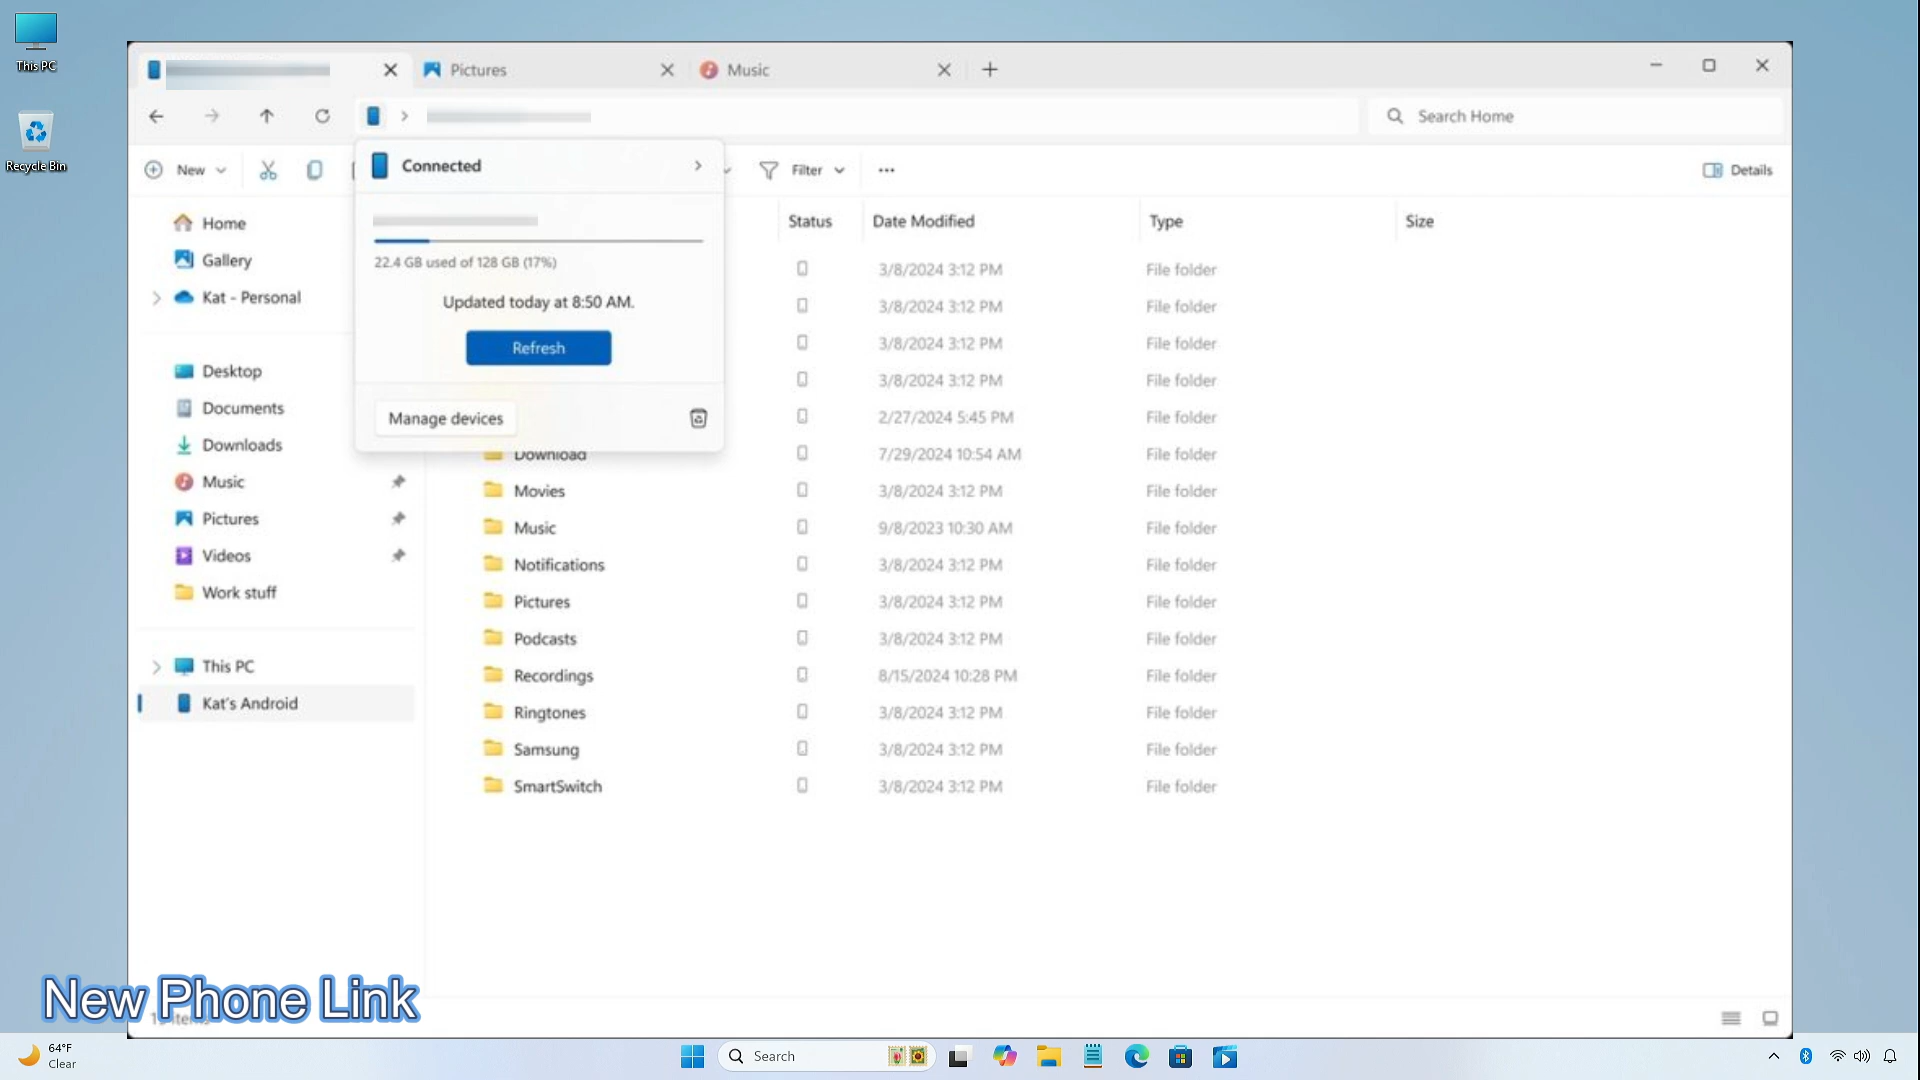 This PC
Recycle Bin
Pictures
Music
Search Home
New
Filter
Details
Connected
22.4 GB used of 128 GB (17%)
Updated today at 8:50 AM.
Refresh
Manage devices
Home
Gallery
Kat - Personal
Desktop
Documents
Downloads
Music
Pictures
Videos
Work stuff
This PC
Kat's Android
Status Date Modified Type Size
3/8/2024 3:12 PM File folder
3/8/2024 3:12 PM File folder
3/8/2024 3:12 PM File folder
3/8/2024 3:12 PM File folder
2/27/2024 5:45 PM File folder
Download 7/29/2024 10:54 AM File folder
Movies 3/8/2024 3:12 PM File folder
Music 9/8/2023 10:30 AM File folder
Notifications 3/8/2024 3:12 PM File folder
Pictures 3/8/2024 3:12 PM File folder
Podcasts 3/8/2024 3:12 PM File folder
Recordings 8/15/2024 10:28 PM File folder
Ringtones 3/8/2024 3:12 PM File folder
Samsung 3/8/2024 3:12 PM File folder
SmartSwitch 3/8/2024 3:12 PM File folder
New Phone Link
64°F
Clear
Search